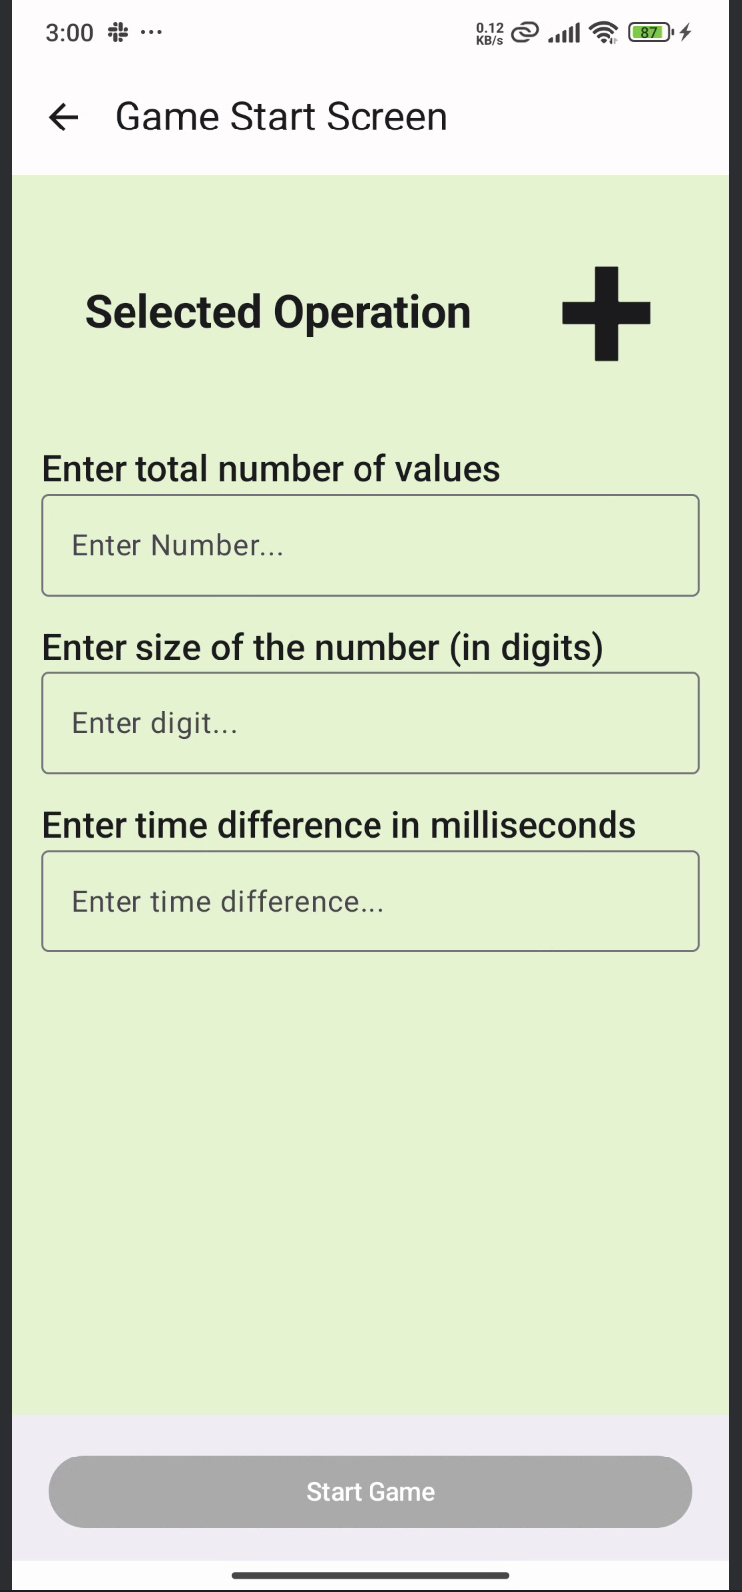 3:00 ... 0.12 KB/s 87
Game Start Screen
Selected Operation
Enter total number of values
Enter Number...
Enter size of the number (in digits)
Enter digit...
Enter time difference in milliseconds
Enter time difference...
Start Game